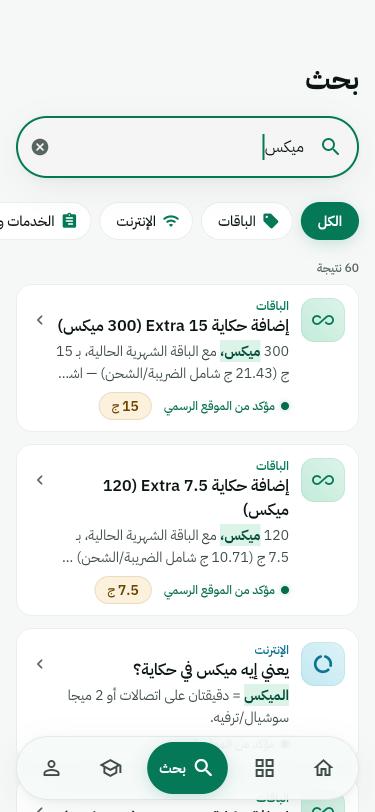 بحث
ميكس
الكل
الباقات
الإنترنت
الخدمات و
60 نتيجة
الباقات
إضافة حكاية Extra 15 (300 ميكس)
300 ميكس، مع الباقة الشهرية الحالية، بـ 15
ج (21.43 ج شامل الضريبة/الشحن) — اشـ...
مؤكد من الموقع الرسمي
15 ج
الباقات
إضافة حكاية Extra 7.5 (120
ميكس)
120 ميكس، مع الباقة الشهرية الحالية، بـ
7.5 ج (10.71 ج شامل الضريبة/الشحن) ...
مؤكد من الموقع الرسمي
7.5 ج
الإنترنت
يعني إيه ميكس في حكاية؟
الميكس = دقيقتان على اتصالات أو 2 ميجا
سوشيال/ترفيه.
بحث
الباقات